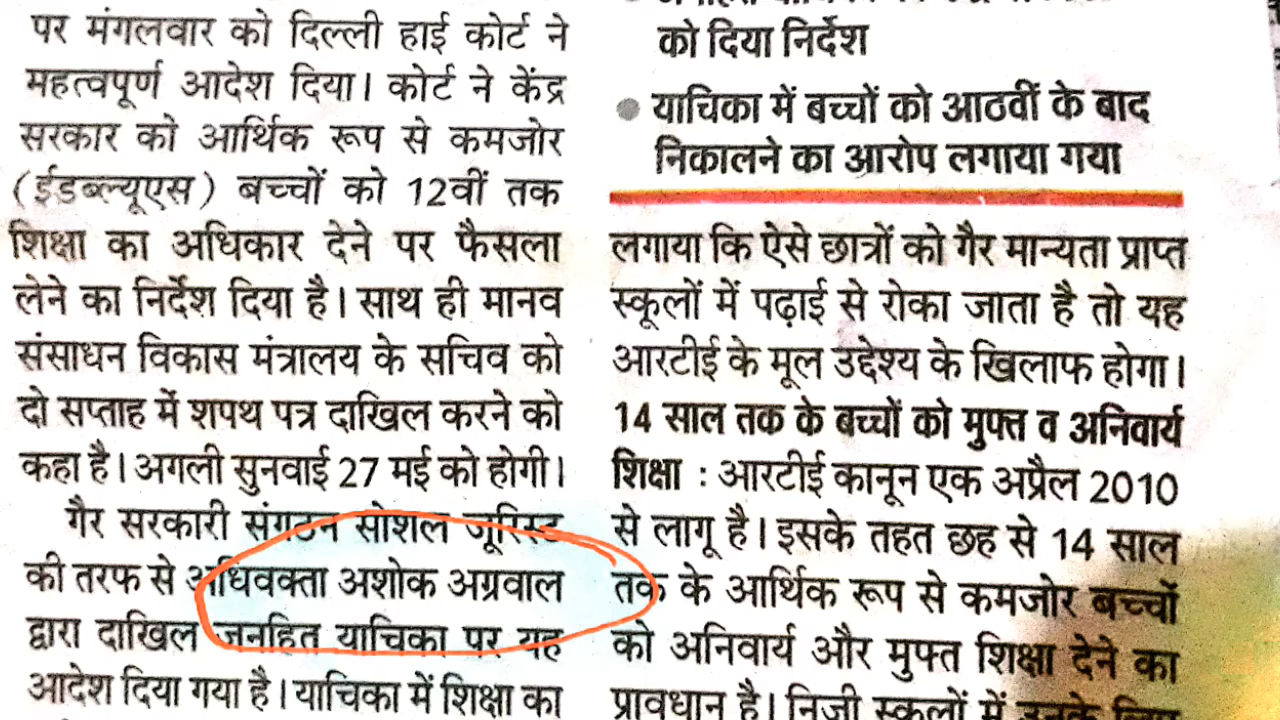 पर मंगलवार को दिल्ली हाई कोर्ट ने
महत्वपूर्ण आदेश दिया। कोर्ट ने केंद्र
सरकार को आर्थिक रूप से कमजोर
(ईडब्ल्यूएस) बच्चों को 12वीं तक
शिक्षा का अधिकार देने पर फैसला
लेने का निर्देश दिया है। साथ ही मानव
संसाधन विकास मंत्रालय के सचिव को
दो सप्ताह में शपथ पत्र दाखिल करने को
कहा है। अगली सुनवाई 27 मई को होगी।
गैर सरकारी संगठन सोशल जूरिस्ट
की तरफ से अधिवक्ता अशोक अग्रवाल
द्वारा दाखिल जनहित याचिका पर यह
आदेश दिया गया है। याचिका में शिक्षा का
को दिया निर्देश
● याचिका में बच्चों को आठवीं के बाद
निकालने का आरोप लगाया गया
लगाया कि ऐसे छात्रों को गैर मान्यता प्राप्त
स्कूलों में पढ़ाई से रोका जाता है तो यह
आरटीई के मूल उद्देश्य के खिलाफ होगा।
14 साल तक के बच्चों को मुफ्त व अनिवार्य
शिक्षा : आरटीई कानून एक अप्रैल 2010
से लागू है। इसके तहत छह से 14 साल
तक के आर्थिक रूप से कमजोर बच्चों
को अनिवार्य और मुफ्त शिक्षा देने का
प्रावधान है। निजी स्कूलों में उनके लिए